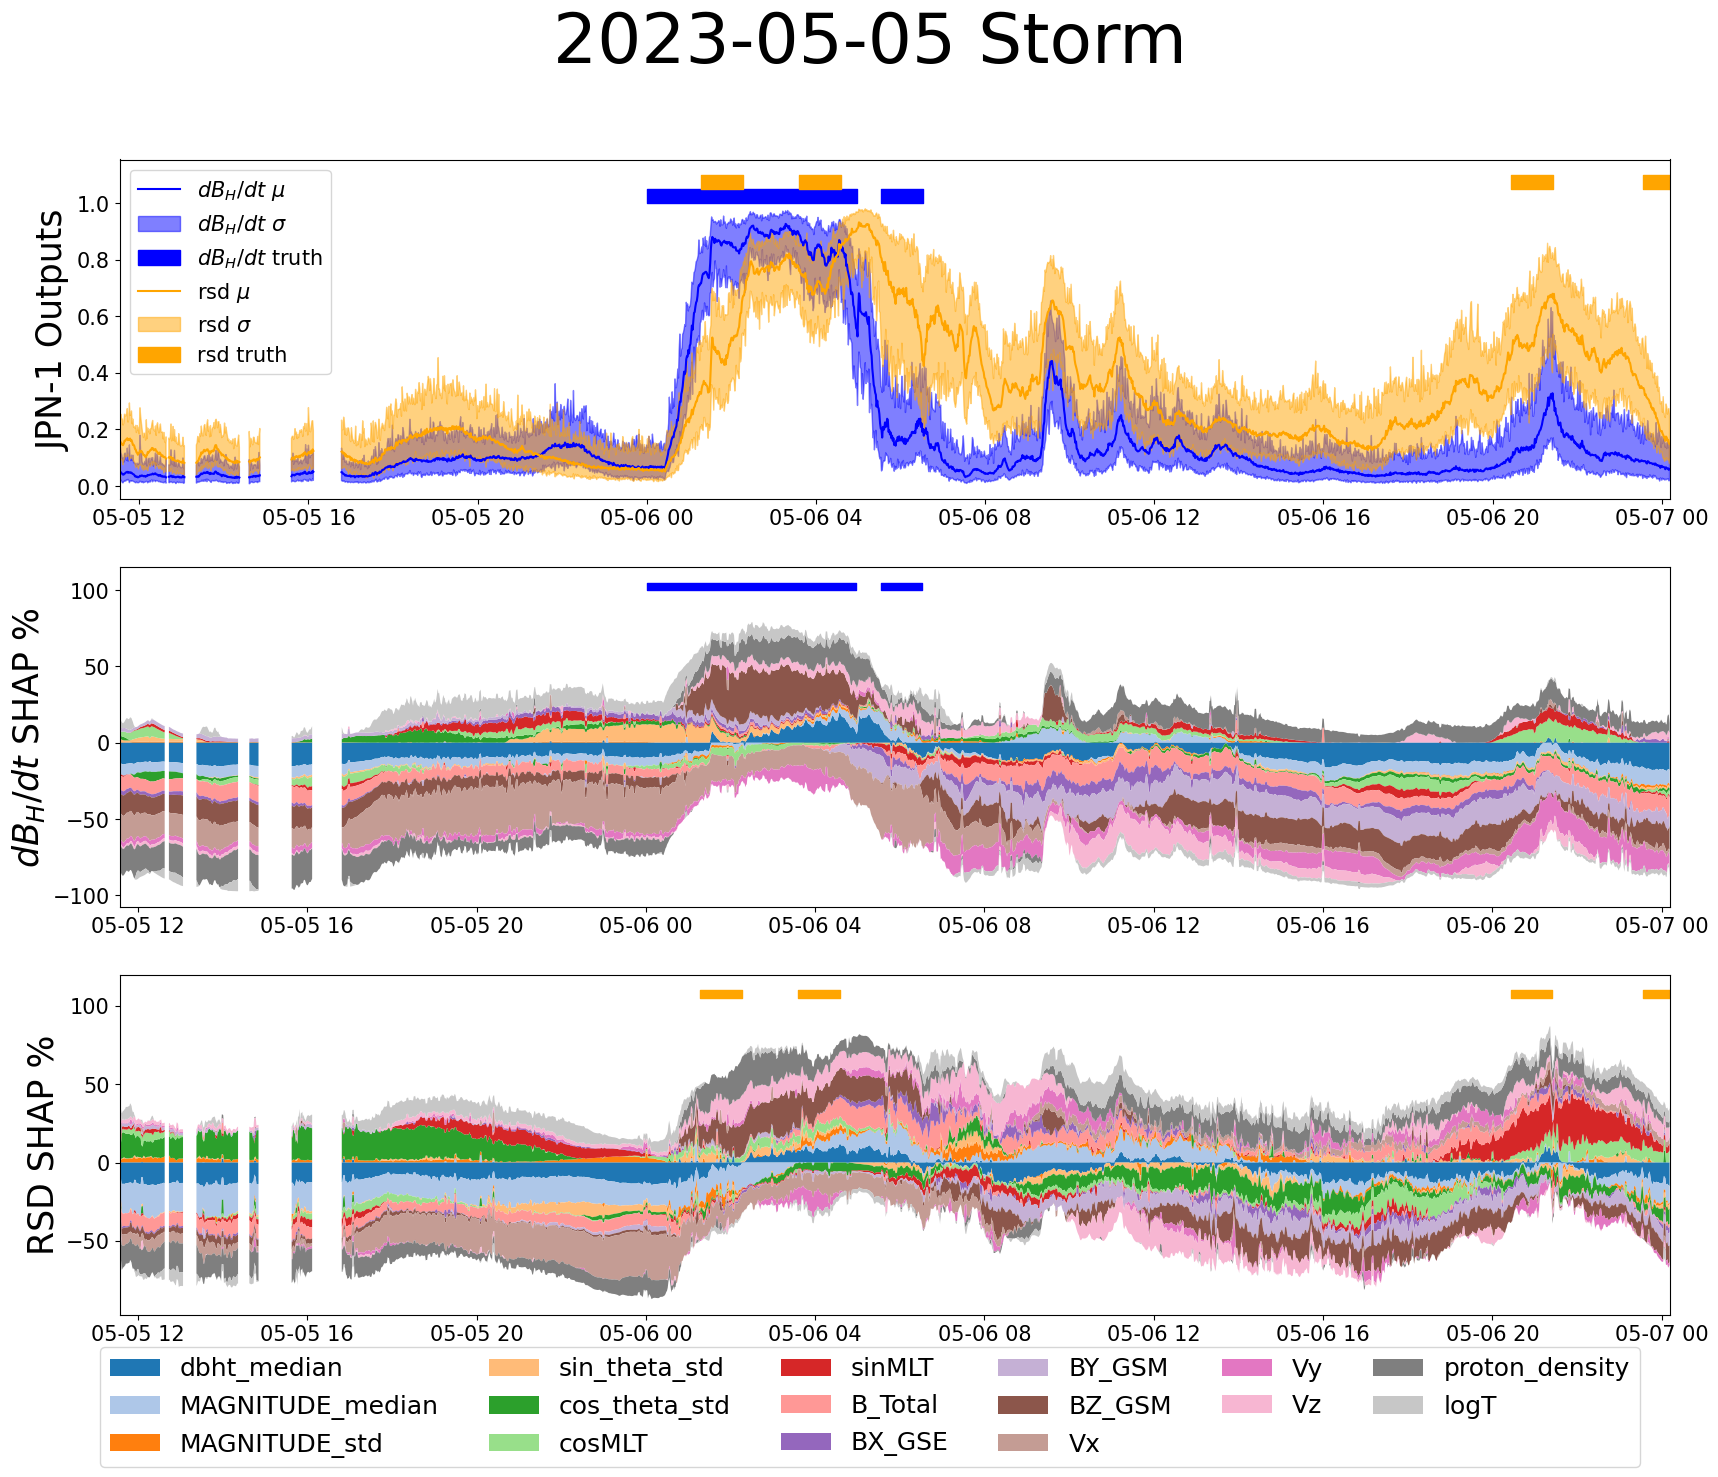 2023-05-05 Storm
JPN-1 Outputs
1.0
0.8
0.6
0.4
0.2
0.0
dB_H/dt μ
dB_H/dt σ
dB_H/dt truth
rsd μ
rsd σ
rsd truth
05-05 12 05-05 16 05-05 20 05-06 00 05-06 04 05-06 08 05-06 12 05-06 16 05-06 20 05-07 00
dB_H/dt SHAP %
100
50
0
−50
−100
05-05 12 05-05 16 05-05 20 05-06 00 05-06 04 05-06 08 05-06 12 05-06 16 05-06 20 05-07 00
RSD SHAP %
100
50
0
−50
05-05 12 05-05 16 05-05 20 05-06 00 05-06 04 05-06 08 05-06 12 05-06 16 05-06 20 05-07 00
dbht_median sin_theta_std sinMLT BY_GSM Vy proton_density
MAGNITUDE_median cos_theta_std B_Total BZ_GSM Vz logT
MAGNITUDE_std cosMLT BX_GSE Vx